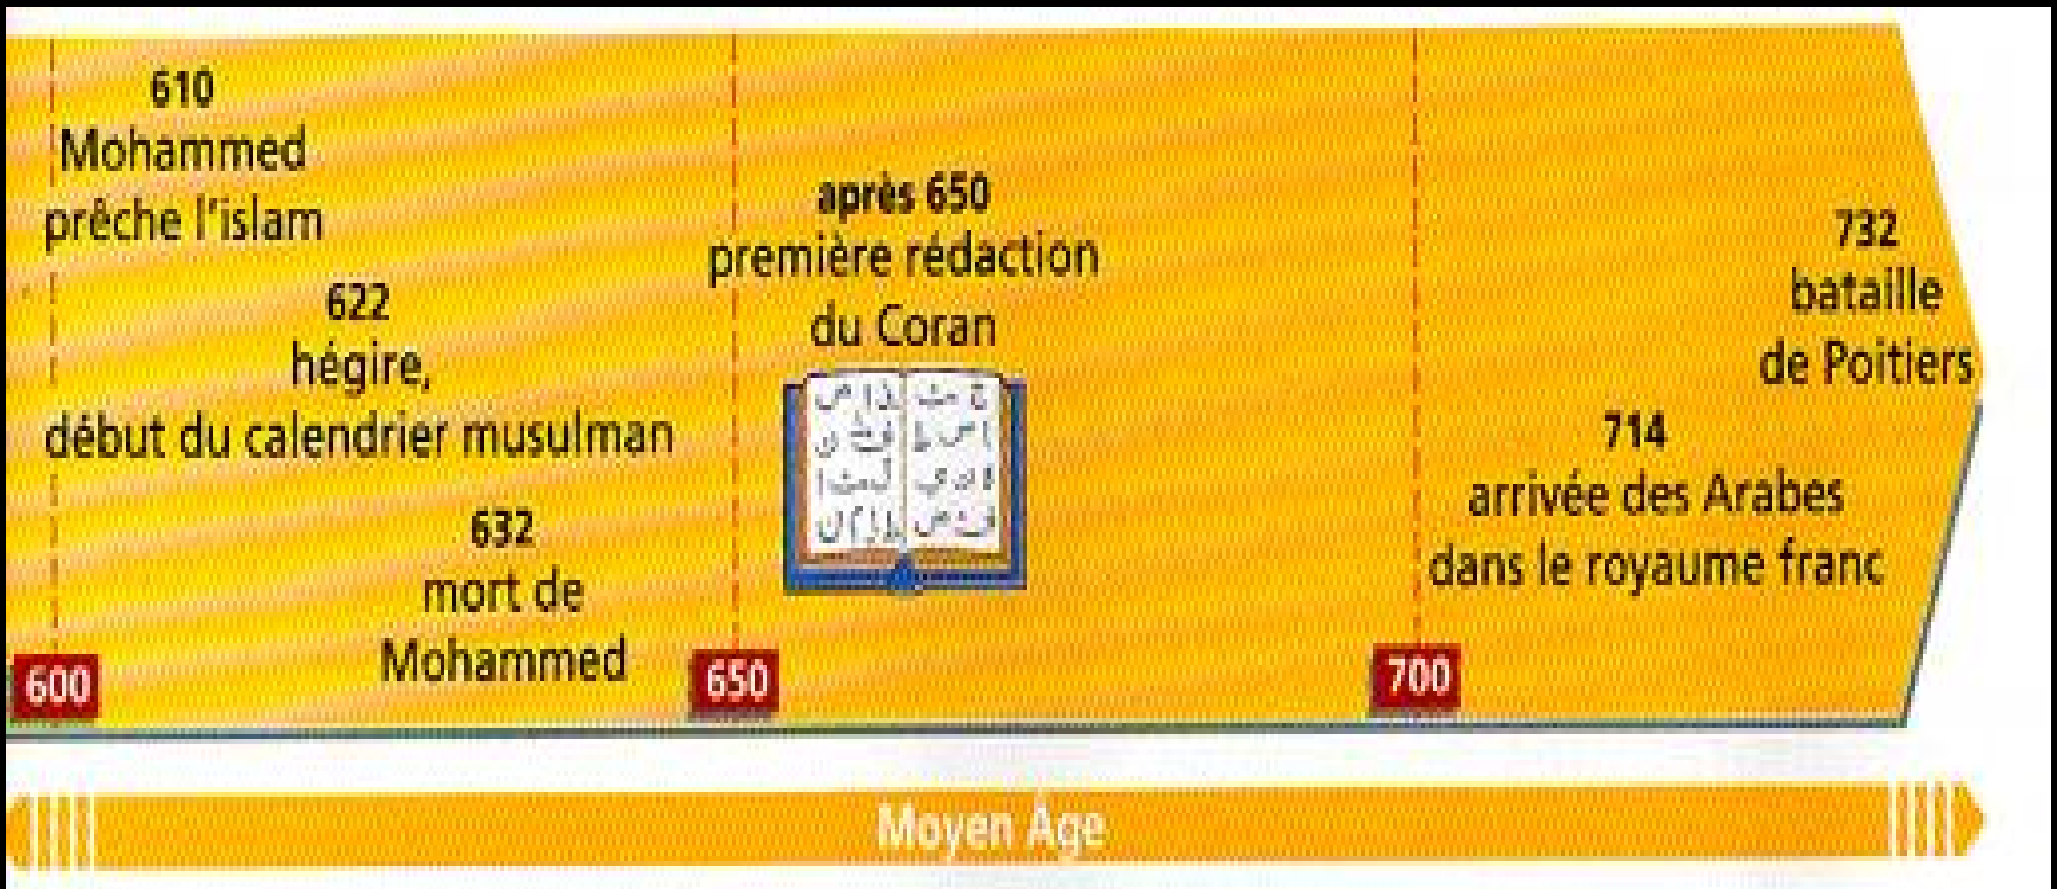 610
Mohammed
prêche l'islam
622
hégire,
début du calendrier musulman
632
mort de
Mohammed
après 650
première rédaction
du Coran
714
arrivée des Arabes
dans le royaume franc
732
bataille
de Poitiers
600
650
700
Moyen Âge